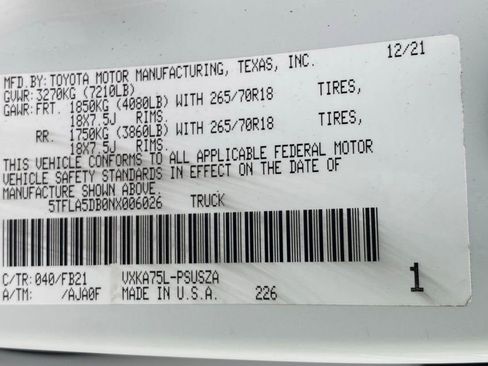 12/21
MFD.BY:TOYOTA MOTOR MANUFACTURING, TEXAS, INC.
GVWR: 3270KG (7210LB)
GAWR:FRT. 1850KG (4080LB) WITH 265/70R18 TIRES,
18X7.5J RIMS.
RR. 1750KG (3860LB) WITH 265/70R18 TIRES,
18X7.5J RIMS.
THIS VEHICLE CONFORMS TO ALL APPLICABLE FEDERAL MOTOR
VEHICLE SAFETY STANDARDS IN EFFECT ON THE DATE OF
MANUFACTURE SHOWN ABOVE.
5TFLA5DB0NX006026 TRUCK
C/TR: 040/FB21 VXKA75L-PSUSZA
A/TM: /AJA0F MADE IN U.S.A. 226 1